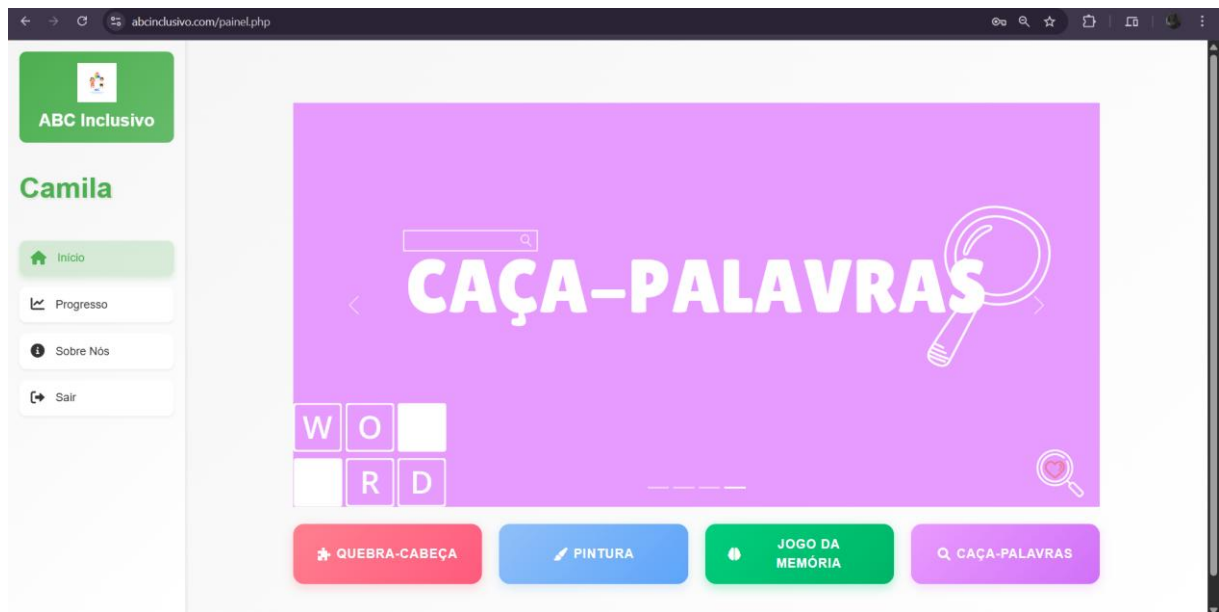 abcinclusivo.com/painel.php
ABC Inclusivo
Camila
Início
Progresso
Sobre Nós
Sair
CAÇA-PALAVRAS
W O
R D
QUEBRA-CABEÇA
PINTURA
JOGO DA
MEMÓRIA
CAÇA-PALAVRAS